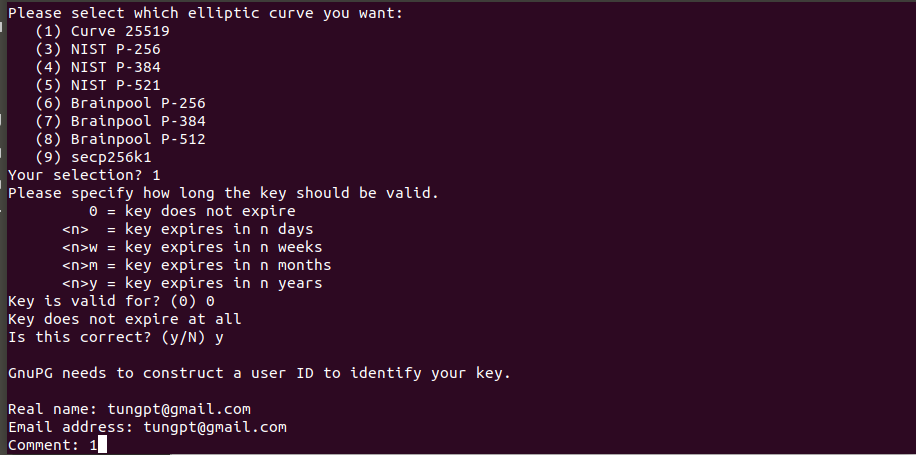 Please select which elliptic curve you want:
   (1) Curve 25519
   (3) NIST P-256
   (4) NIST P-384
   (5) NIST P-521
   (6) Brainpool P-256
   (7) Brainpool P-384
   (8) Brainpool P-512
   (9) secp256k1
Your selection? 1
Please specify how long the key should be valid.
         0 = key does not expire
      <n>  = key expires in n days
      <n>w = key expires in n weeks
      <n>m = key expires in n months
      <n>y = key expires in n years
Key is valid for? (0) 0
Key does not expire at all
Is this correct? (y/N) y

GnuPG needs to construct a user ID to identify your key.

Real name: tungpt@gmail.com
Email address: tungpt@gmail.com
Comment: 1